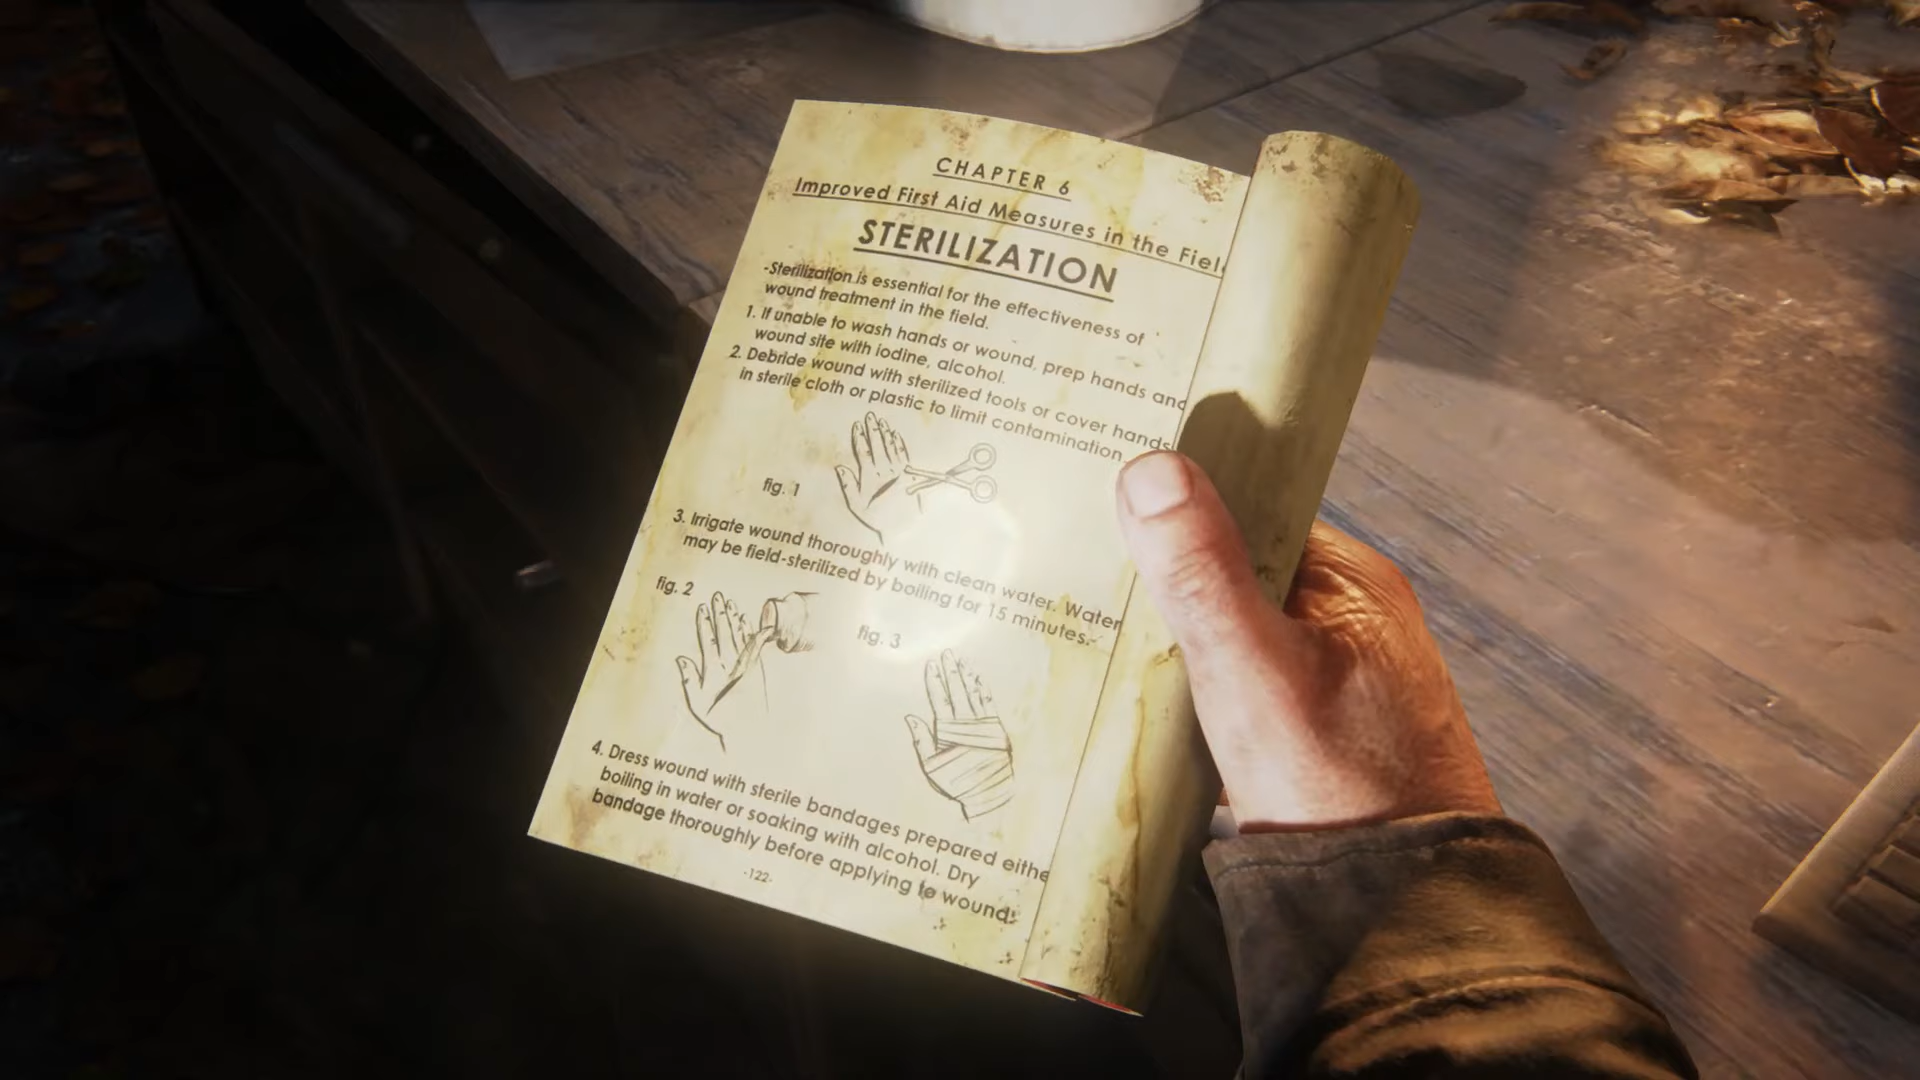 CHAPTER 6
Improved First Aid Measures in the Fiel
STERILIZATION
-Sterilization is essential for the effectiveness of
wound treatment in the field.
1. If unable to wash hands or wound, prep hands and
wound site with iodine, alcohol.
2. Debride wound with sterilized tools or cover hands
in sterile cloth or plastic to limit contamination.
fig. 1
3. Irrigate wound thoroughly with clean water. Water
may be field-sterilized by boiling for 15 minutes.
fig. 2
fig. 3
4. Dress wound with sterile bandages prepared eithe
boiling in water or soaking with alcohol. Dry
bandage thoroughly before applying to wound.
-122-